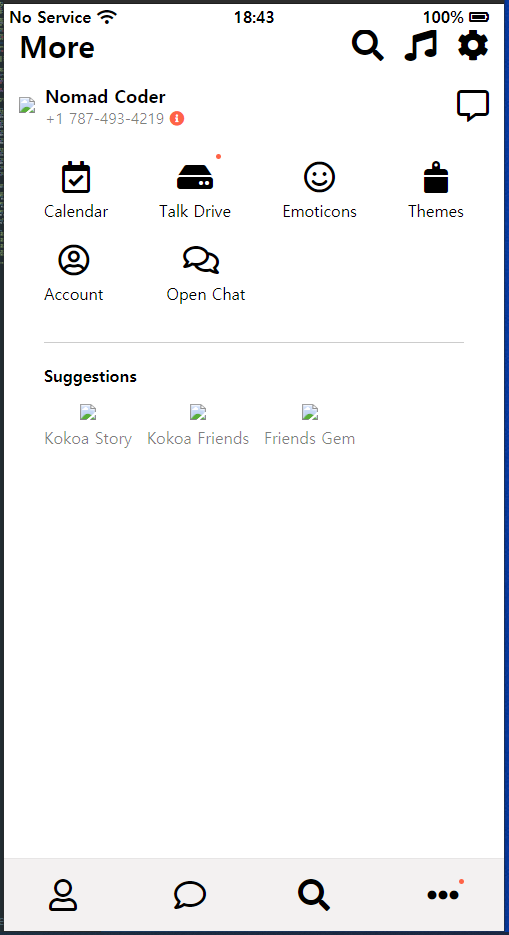 No Service 18:43 100%
More
Nomad Coder
+1 787-493-4219
Calendar Talk Drive Emoticons Themes
Account Open Chat
Suggestions
Kokoa Story Kokoa Friends Friends Gem